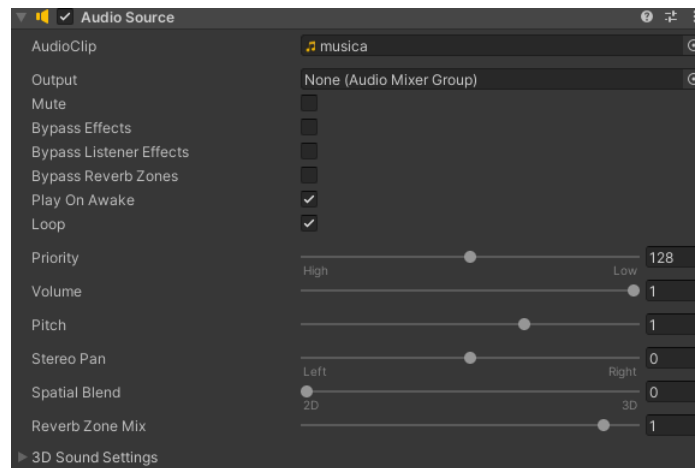 Audio Source
AudioClip musica
Output None (Audio Mixer Group)
Mute
Bypass Effects
Bypass Listener Effects
Bypass Reverb Zones
Play On Awake
Loop
Priority 128
High Low
Volume 1
Pitch 1
Stereo Pan 0
Left Right
Spatial Blend 0
2D 3D
Reverb Zone Mix 1
3D Sound Settings